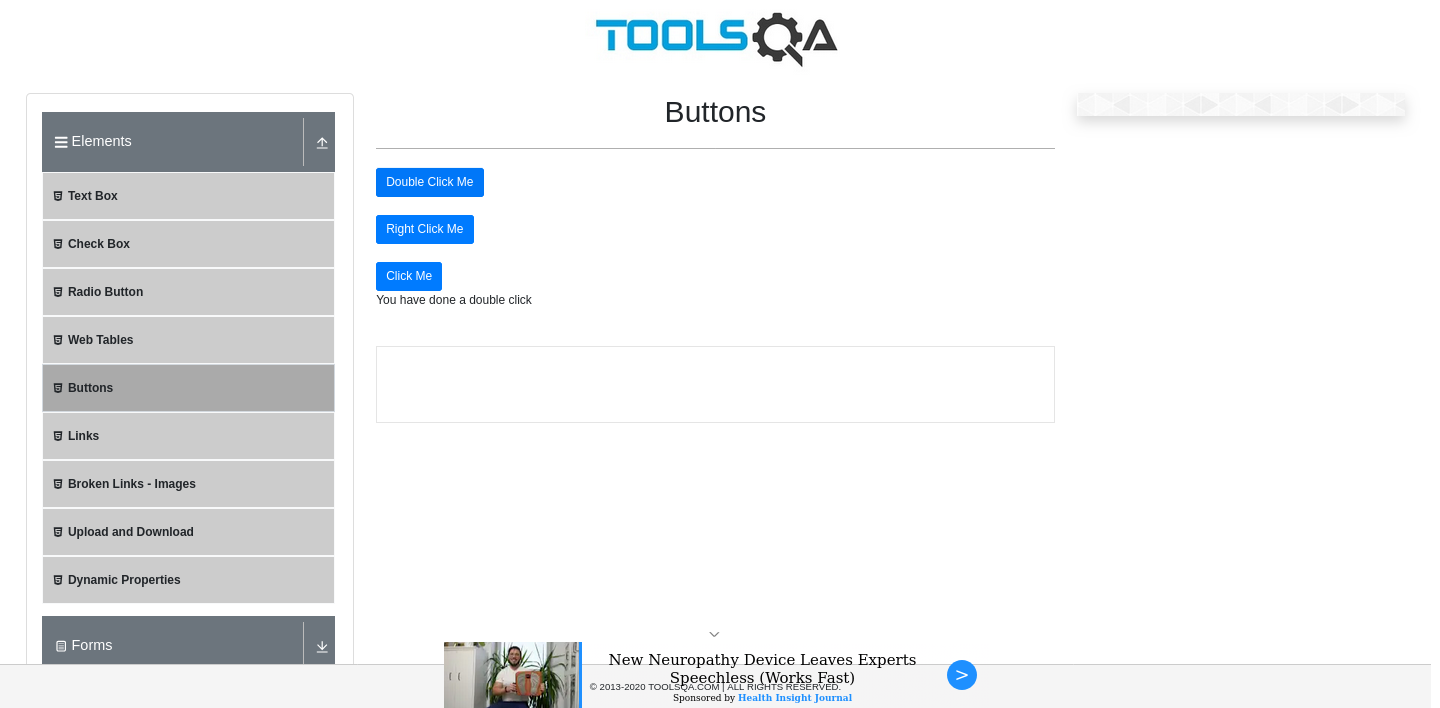 TOOLSQA
Elements
Text Box
Check Box
Radio Button
Web Tables
Buttons
Links
Broken Links - Images
Upload and Download
Dynamic Properties
Forms
Buttons
Double Click Me
Right Click Me
Click Me
You have done a double click
New Neuropathy Device Leaves Experts
Speechless (Works Fast)
© 2013-2020 TOOLSQA.COM | ALL RIGHTS RESERVED.
Sponsored by Health Insight Journal
>